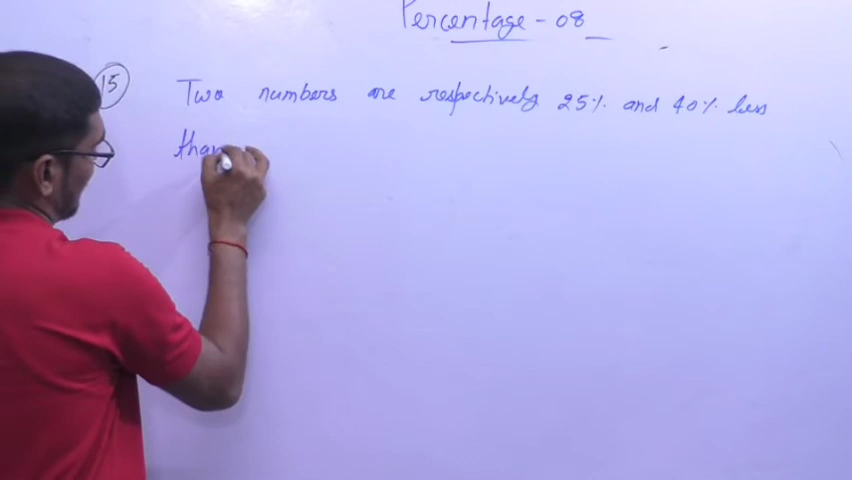 Percentage - 08
15 Two numbers are respectively 25% and 40% less
than